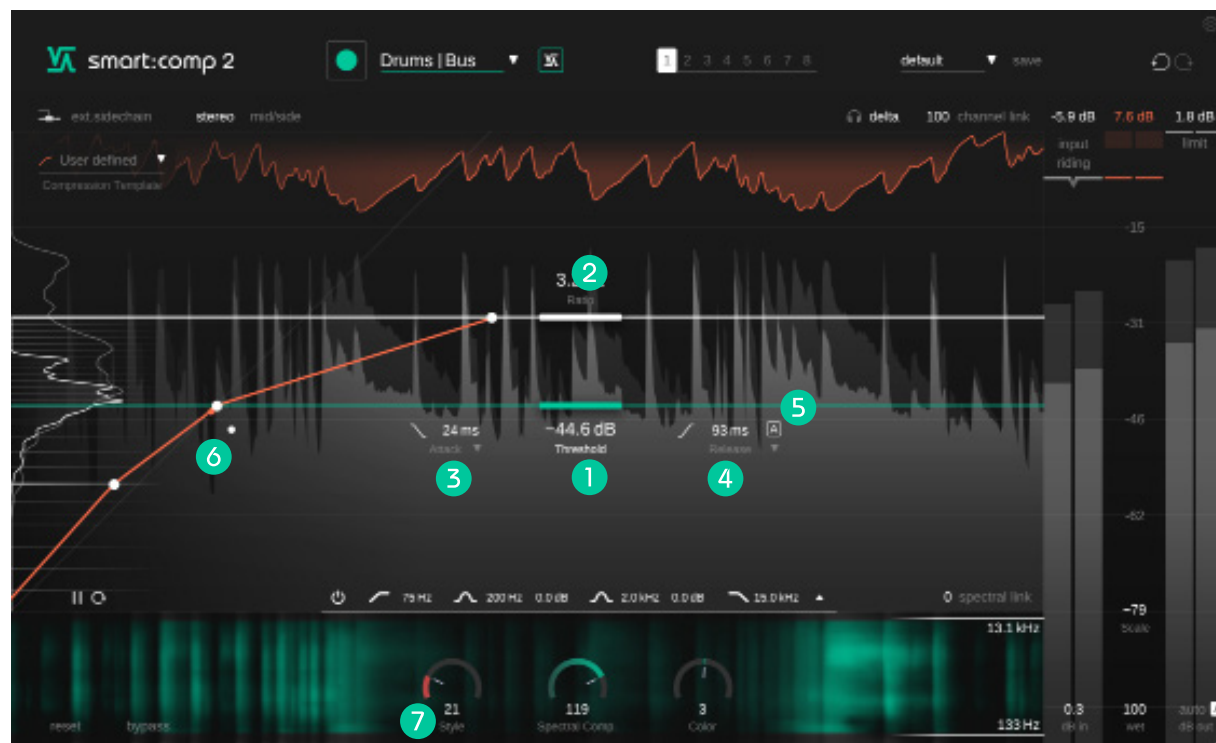 smart:comp 2
Drums | Bus
1 2 3 4 5 6 7 8
default
save
ext.sidechain
stereo mid/side
delta
100 channel link
-5.9 dB 7.6 dB 1.8 dB
User defined
Compression Template
input
riding
limit
-15
2
Ratio
-31
5
-46
24 ms
Attack
-44.6 dB
Threshold
93 ms A
Release
6
3
1
4
-62
75 Hz 200 Hz 0.0 dB 2.0 kHz 0.0 dB 15.0 kHz
0 spectral link
-79
Scale
13.1 kHz
21
Style
119
Spectral Comp.
3
Color
7
reset
bypass
133 Hz
0.3
dB in
100
wet
auto
dB out